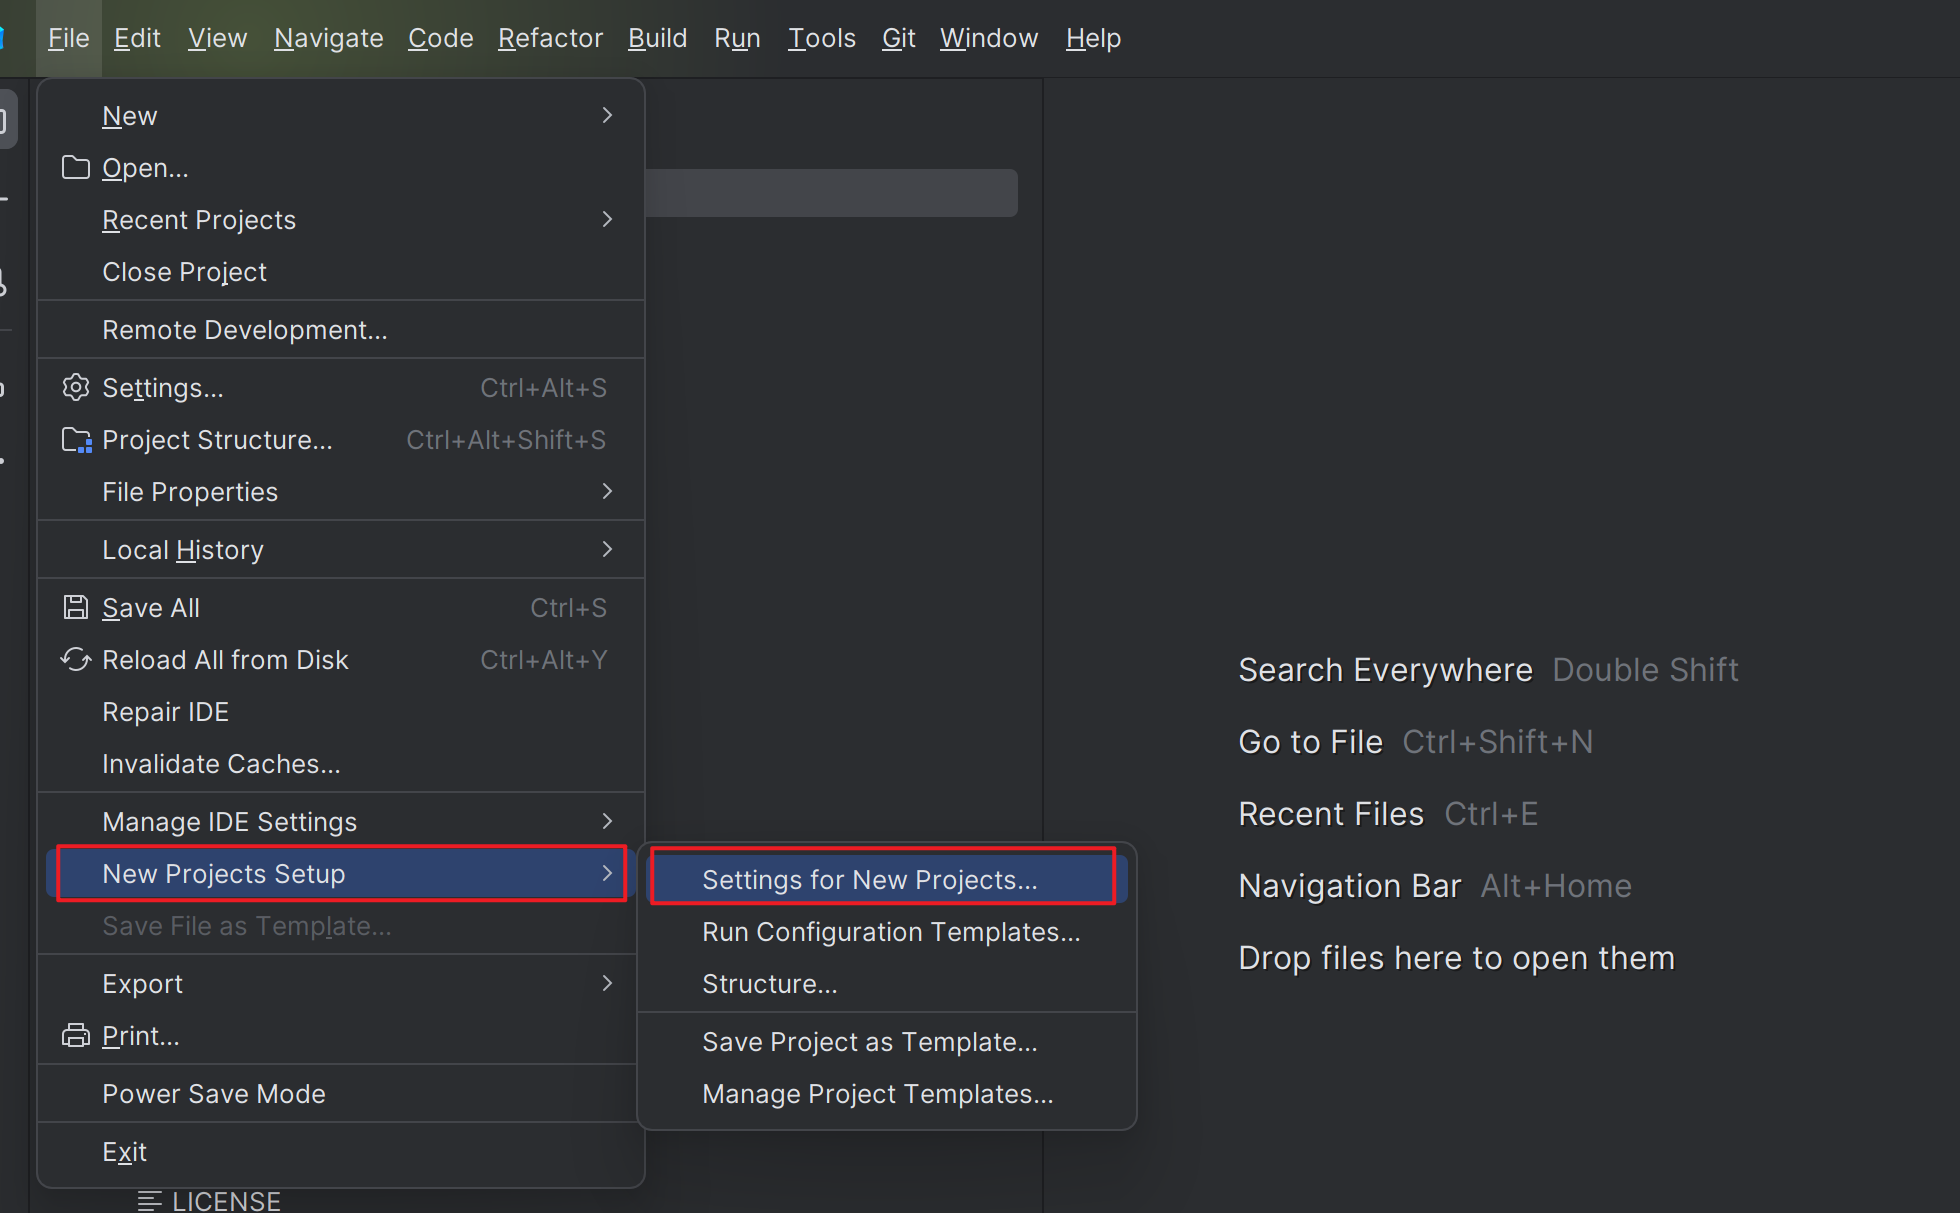 File Edit View Navigate Code Refactor Build Run Tools Git Window Help
New
Open...
Recent Projects
Close Project
Remote Development...
Settings... Ctrl+Alt+S
Project Structure... Ctrl+Alt+Shift+S
File Properties
Local History
Save All Ctrl+S
Reload All from Disk Ctrl+Alt+Y
Repair IDE
Invalidate Caches...
Manage IDE Settings
New Projects Setup
Save File as Template...
Export
Print...
Power Save Mode
Exit
Settings for New Projects...
Run Configuration Templates...
Structure...
Save Project as Template...
Manage Project Templates...
Search Everywhere Double Shift
Go to File Ctrl+Shift+N
Recent Files Ctrl+E
Navigation Bar Alt+Home
Drop files here to open them
LICENSE